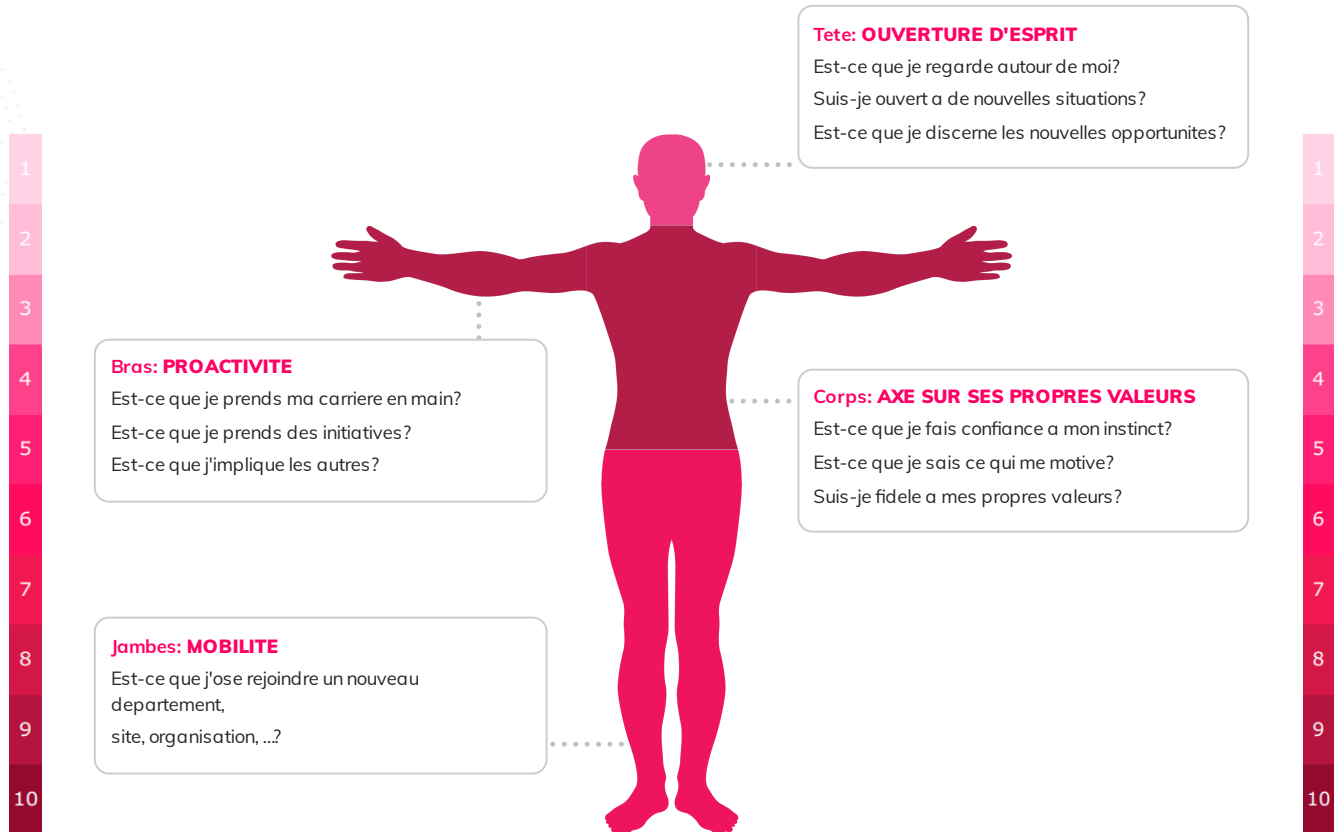 Tete: OUVERTURE D'ESPRIT
Est-ce que je regarde autour de moi?
Suis-je ouvert a de nouvelles situations?
Est-ce que je discerne les nouvelles opportunites?
Bras: PROACTIVITE
Est-ce que je prends ma carriere en main?
Est-ce que je prends des initiatives?
Est-ce que j'implique les autres?
Corps: AXE SUR SES PROPRES VALEURS
Est-ce que je fais confiance a mon instinct?
Est-ce que je sais ce qui me motive?
Suis-je fidele a mes propres valeurs?
Jambes: MOBILITE
Est-ce que j'ose rejoindre un nouveau
departement,
site, organisation, ...?
1
2
3
4
5
6
7
8
9
10
1
2
3
4
5
6
7
8
9
10